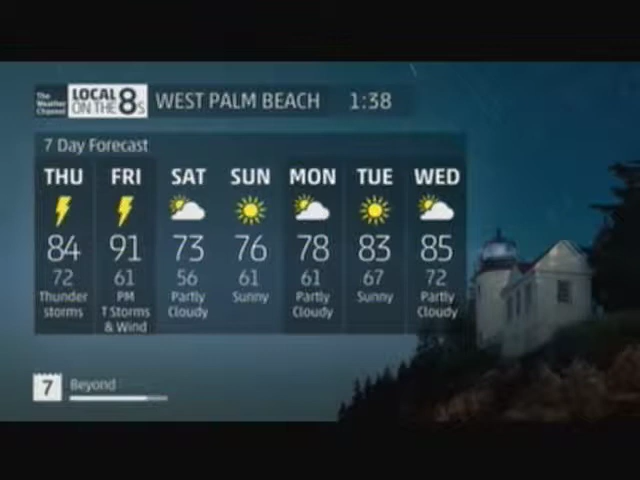 The Weather Channel
LOCAL ON THE 8s
WEST PALM BEACH 1:38
7 Day Forecast
THU FRI SAT SUN MON TUE WED
84 91 73 76 78 83 85
72 61 56 61 61 67 72
Thunder storms
PM T Storms & Wind
Partly Cloudy
Sunny
Partly Cloudy
Sunny
Partly Cloudy
7 Beyond